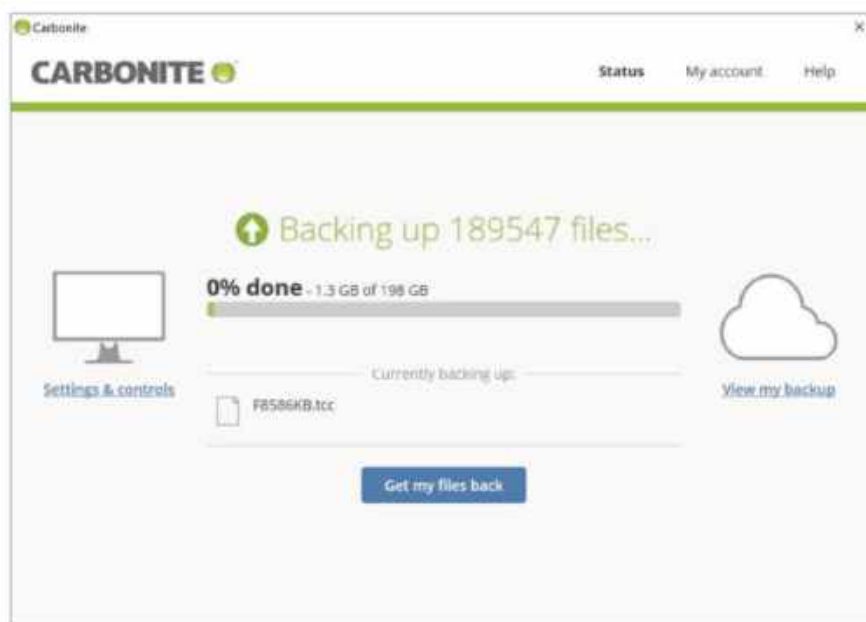 Carbonite
CARBONITE
Status My account Help
Backing up 189547 files...
0% done - 1.3 GB of 198 GB
Currently backing up:
Settings & controls
View my backup
F8586KB.tcc
Get my files back